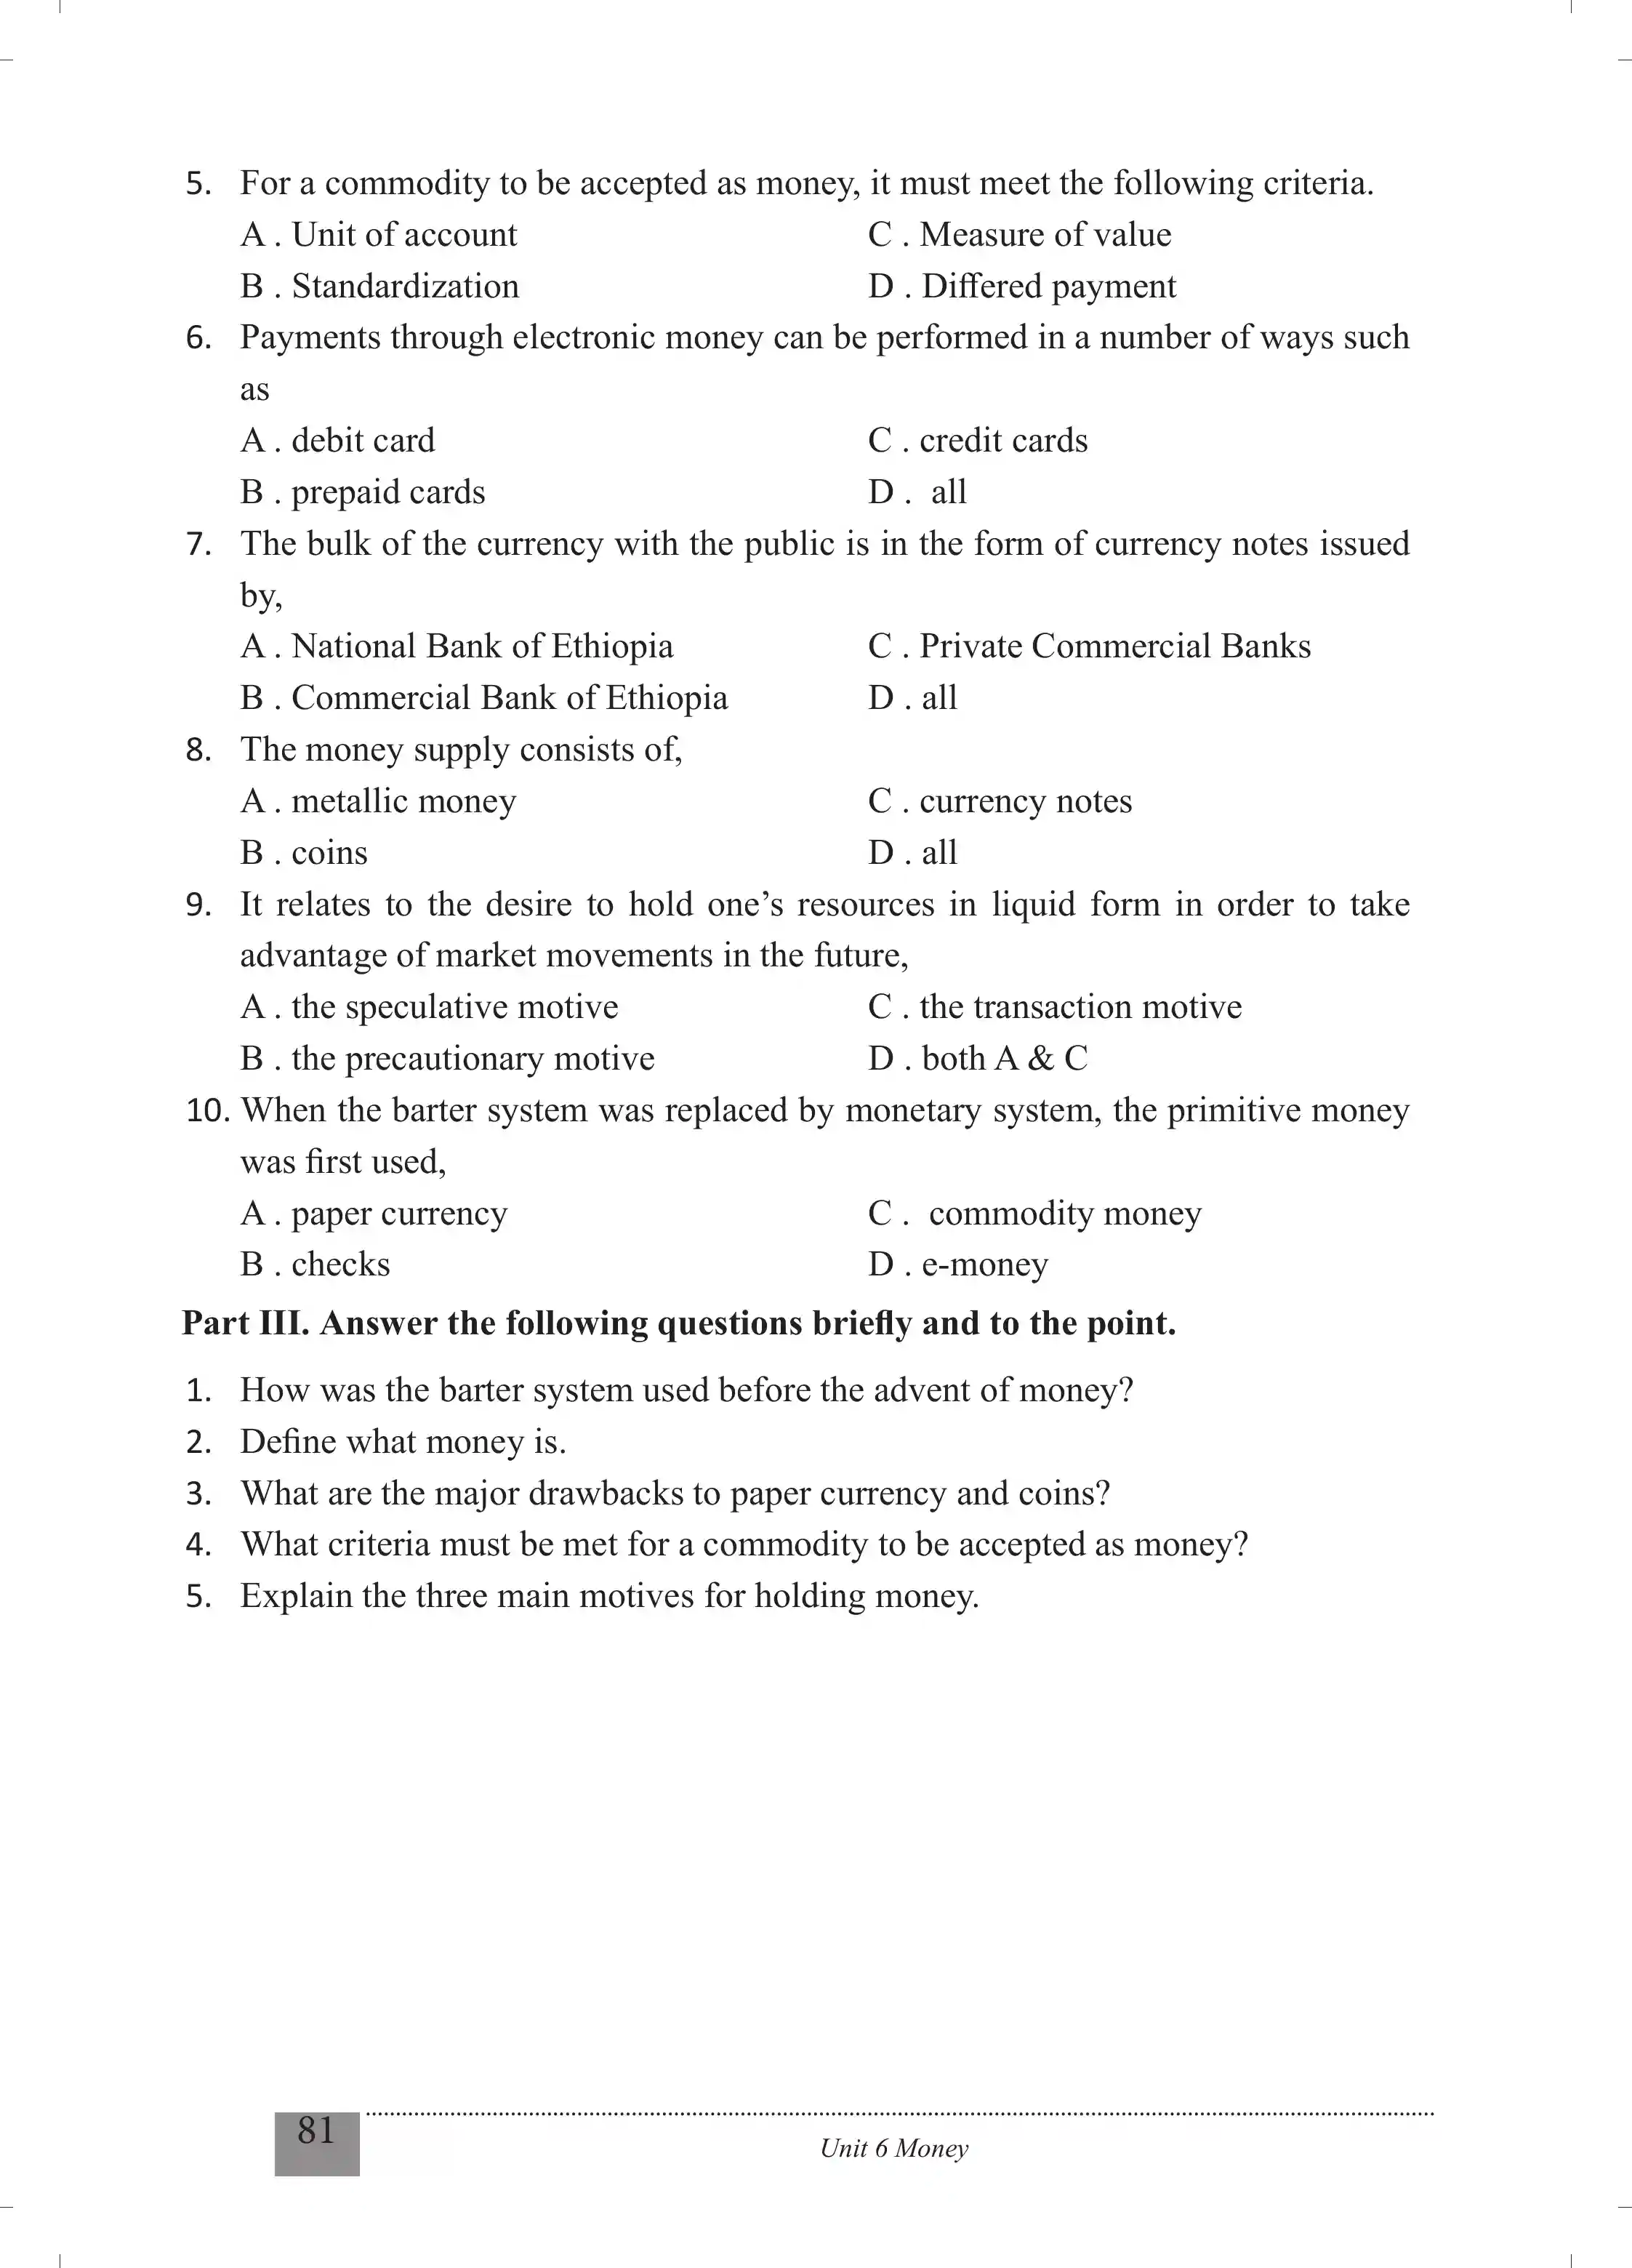 5. For a commodity to be accepted as money, it must meet the following criteria.
A . Unit of account
C . Measure of value
B . Standardization
D . Differed payment
6. Payments through electronic money can be performed in a number of ways such
as
A . debit card
C . credit cards
B . prepaid cards
D .  all
7. The bulk of the currency with the public is in the form of currency notes issued
by,
A . National Bank of Ethiopia
C . Private Commercial Banks
B . Commercial Bank of Ethiopia
D . all
8. The money supply consists of,
A . metallic money
C . currency notes
B . coins
D . all
9. It relates to the desire to hold one’s resources in liquid form in order to take
advantage of market movements in the future,
A . the speculative motive
C . the transaction motive
B . the precautionary motive
D . both A & C
10. When the barter system was replaced by monetary system, the primitive money
was first used,
A . paper currency
C .  commodity money
B . checks
D . e-money
Part III. Answer the following questions briefly and to the point.
1. How was the barter system used before the advent of money?
2. Define what money is.
3. What are the major drawbacks to paper currency and coins?
4. What criteria must be met for a commodity to be accepted as money?
5. Explain the three main motives for holding money.
81
Unit 6 Money